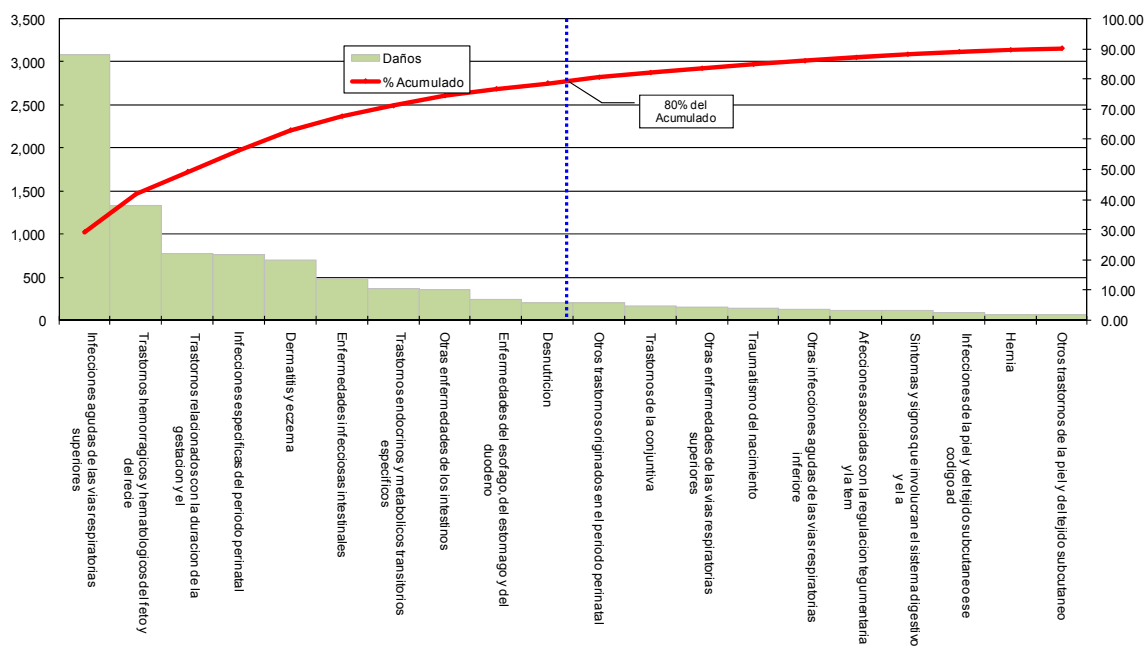 3,500
3,000
2,500
2,000
1,500
1,000
500
0
Daños
% Acumulado
80% del
Acumulado
100.00
90.00
80.00
70.00
60.00
50.00
40.00
30.00
20.00
10.00
0.00
Infecciones agudas de las vias respiratorias
superiores
Trastornos hemorragicos y hematologicos del feto y
del recie
Trastornos relacionados con la duracion de la
gestacion y el
Infecciones especificas del periodo perinatal
Dermatitis y eczema
Enfermedades infecciosas intestinales
Trastornos endocrinos y metabolicos transitorios
especificos
Otras enfermedades de los intestinos
Enfermedades del esofago, del estomago y del
duodeno
Desnutricion
Otros trastornos originados en el periodo perinatal
Trastornos de la conjuntiva
Otras enfermedades de las vias respiratorias
superiores
Traumatismo del nacimiento
Otras infecciones agudas de las vias respiratorias
inferiore
Afecciones asociadas con la regulacion tegumentaria
y la tem
Sintomas y signos que involucran el sistema digestivo
y el a
Infecciones de la piel y del tejido subcutaneo ese
codigo ad
Hernia
Otros trastornos de la piel y del tejido subcutaneo